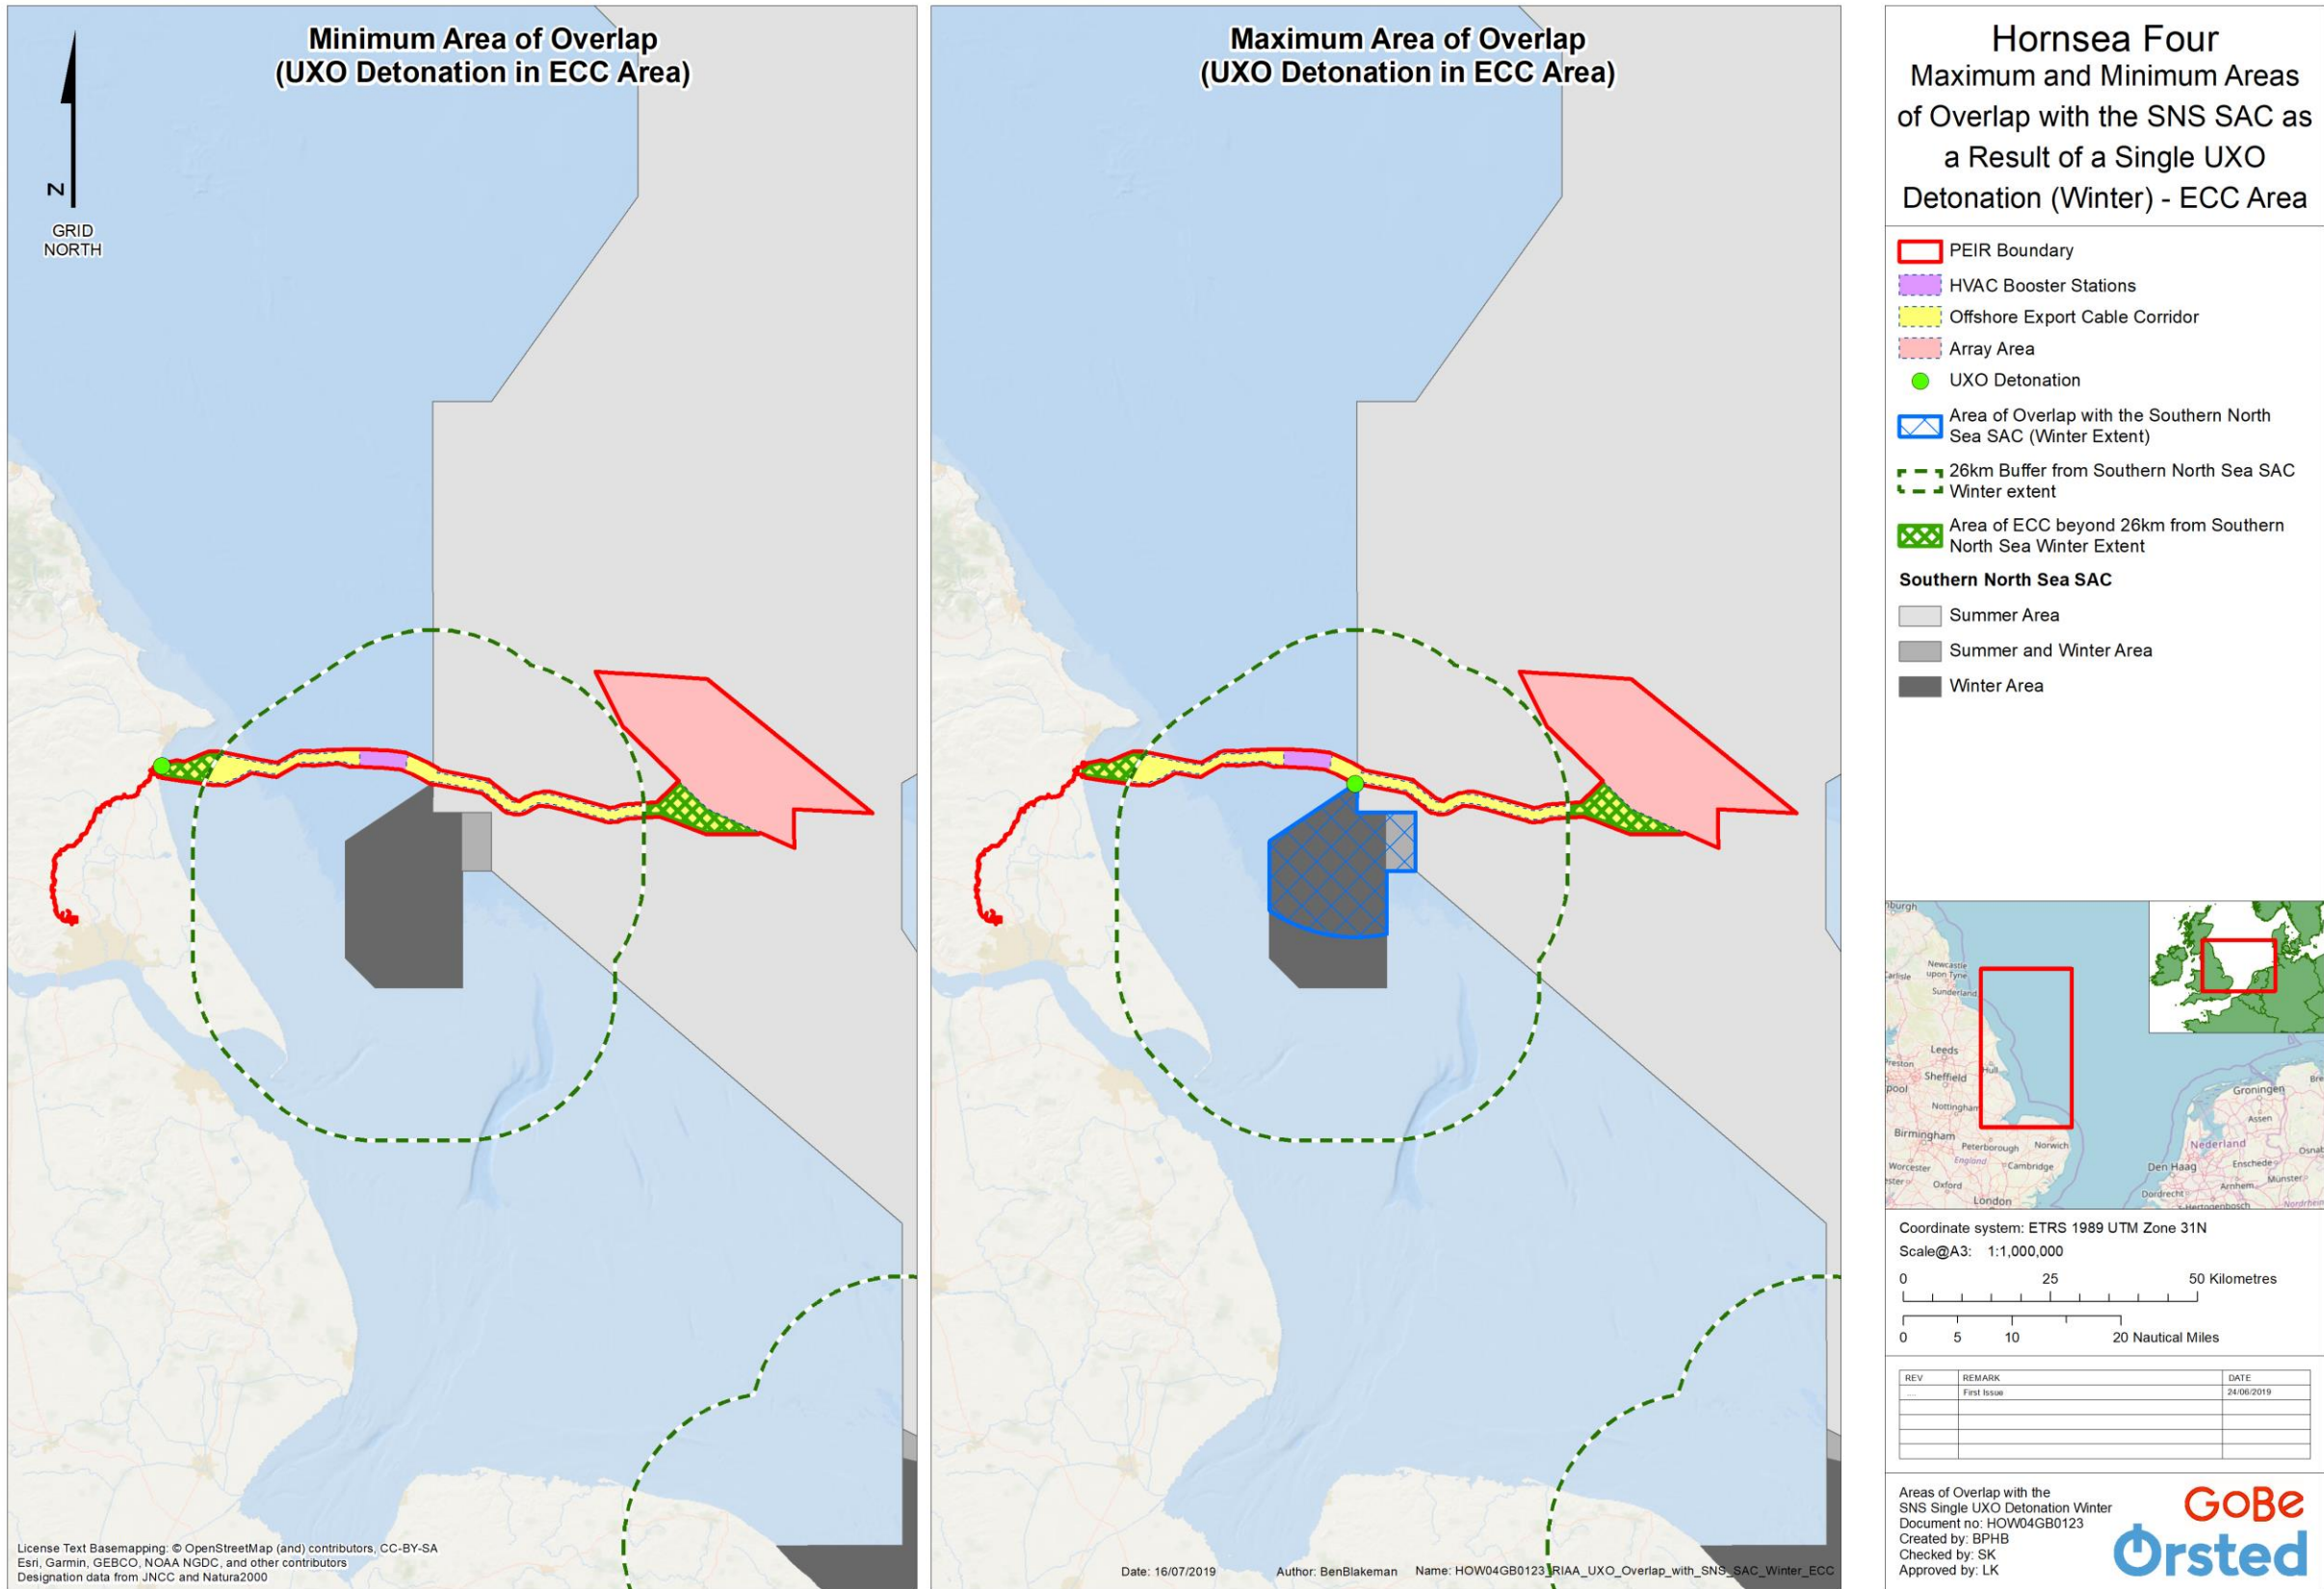 Minimum Area of Overlap
(UXO Detonation in ECC Area)
N
GRID
NORTH
License Text Basemapping: © OpenStreetMap (and) contributors, CC-BY-SA
Esri, Garmin, GEBCO, NOAA NGDC, and other contributors
Designation data from JNCC and Natura2000
Maximum Area of Overlap
(UXO Detonation in ECC Area)
Date: 16/07/2019 Author: BenBlakeman Name: HOW04GB0123_RIAA_UXO_Overlap_with_SNS_SAC_Winter_ECC
Hornsea Four
Maximum and Minimum Areas
of Overlap with the SNS SAC as
a Result of a Single UXO
Detonation (Winter) - ECC Area
PEIR Boundary
HVAC Booster Stations
Offshore Export Cable Corridor
Array Area
UXO Detonation
Area of Overlap with the Southern North
Sea SAC (Winter Extent)
26km Buffer from Southern North Sea SAC
Winter extent
Area of ECC beyond 26km from Southern
North Sea Winter Extent
Southern North Sea SAC
Summer Area
Summer and Winter Area
Winter Area
Newcastle
upon Tyne
Sunderland
Leeds
Hull
Sheffield
Nottingham
Birmingham
Peterborough
Norwich
England
Cambridge
Worcester
Oxford
London
Groningen
Assen
Nederland
Den Haag
Enschede
Arnhem
Münster
Dordrecht
Coordinate system: ETRS 1989 UTM Zone 31N
Scale@A3: 1:1,000,000
0 25 50 Kilometres
0 5 10 20 Nautical Miles
REV REMARK DATE
First Issue 24/06/2019
Areas of Overlap with the
SNS Single UXO Detonation Winter
Document no: HOW04GB0123
Created by: BPHB
Checked by: SK
Approved by: LK
GoBe
Ørsted